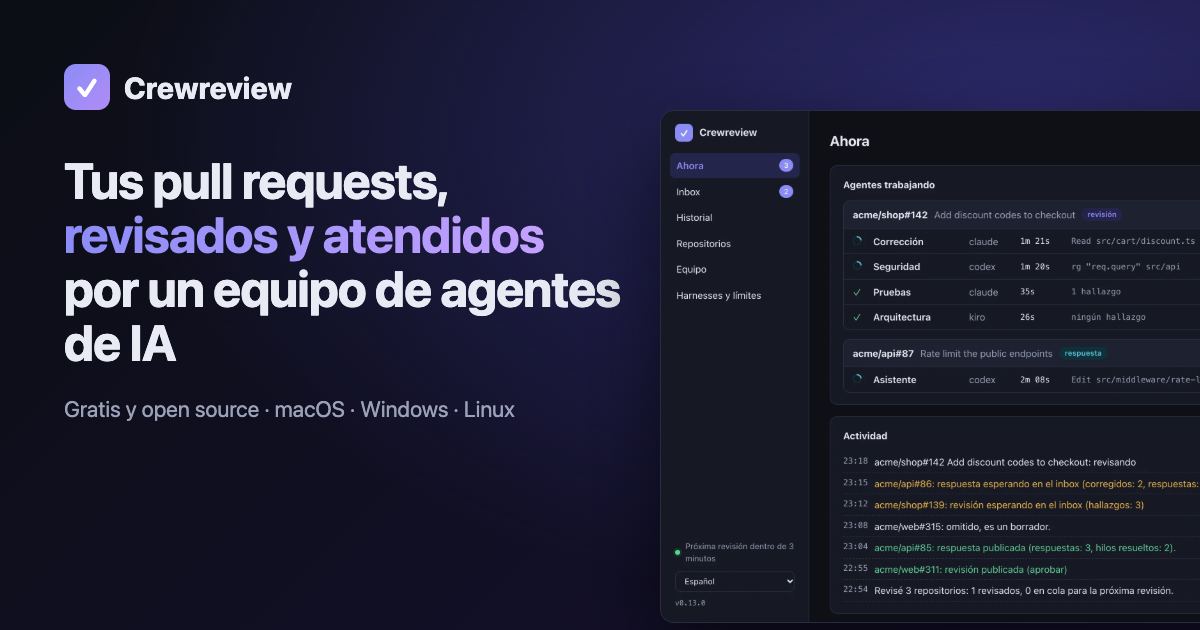 Crewreview
Tus pull requests,
revisados y atendidos
por un equipo de agentes
de IA
Gratis y open source · macOS · Windows · Linux
Crewreview
Ahora 3
Inbox 2
Historial
Repositorios
Equipo
Harnesses y límites
Próxima revisión dentro de 3
minutos
Español
v0.13.0
Ahora
Agentes trabajando
acme/shop#142 Add discount codes to checkout revisión
Corrección claude 1m 21s Read src/cart/discount.ts
Seguridad codex 1m 20s rg "req.query" src/api
Pruebas claude 35s 1 hallazgo
Arquitectura kiro 26s ningún hallazgo
acme/api#87 Rate limit the public endpoints respuesta
Asistente codex 2m 08s Edit src/middleware/rate-l
Actividad
23:18 acme/shop#142 Add discount codes to checkout: revisando
23:15 acme/api#86: respuesta esperando en el inbox (corregidos: 2, respuestas:
23:12 acme/shop#139: revisión esperando en el inbox (hallazgos: 3)
23:08 acme/web#315: omitido, es un borrador.
23:04 acme/api#85: respuesta publicada (respuestas: 3, hilos resueltos: 2).
22:55 acme/web#311: revisión publicada (aprobar)
22:54 Revisé 3 repositorios: 1 revisados, 0 en cola para la próxima revisión.